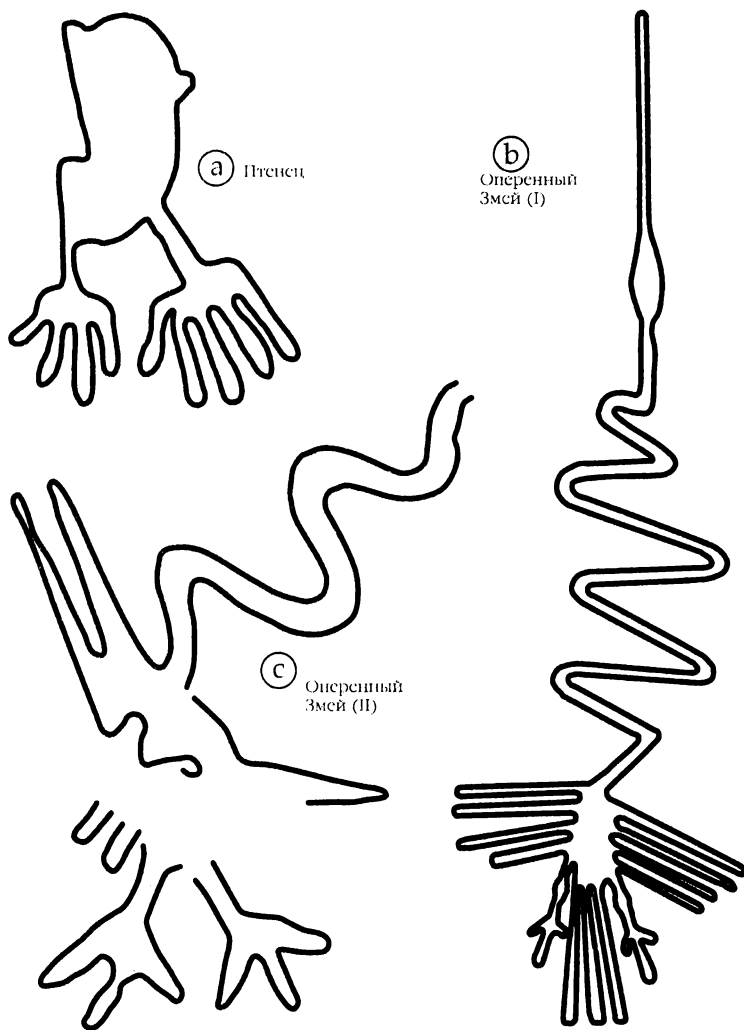 a Птенец
b
Оперенный
Змей (I)
c Оперенный
Змей (II)